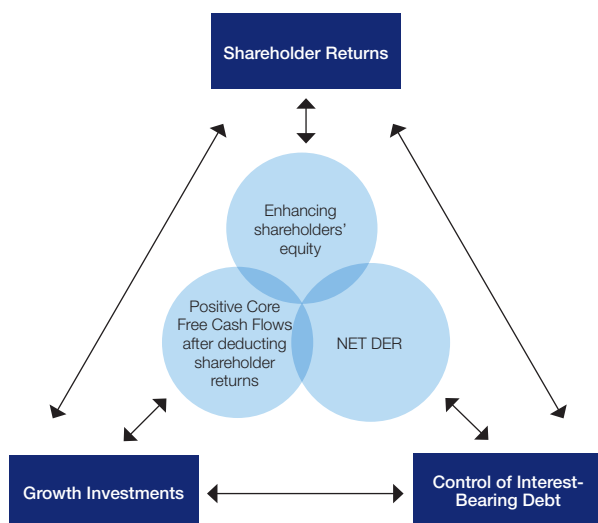 Shareholder Returns
Enhancing
shareholders'
equity
Positive Core
Free Cash Flows
after deducting
shareholder
returns
NET DER
Growth Investments
Control of Interest-
Bearing Debt